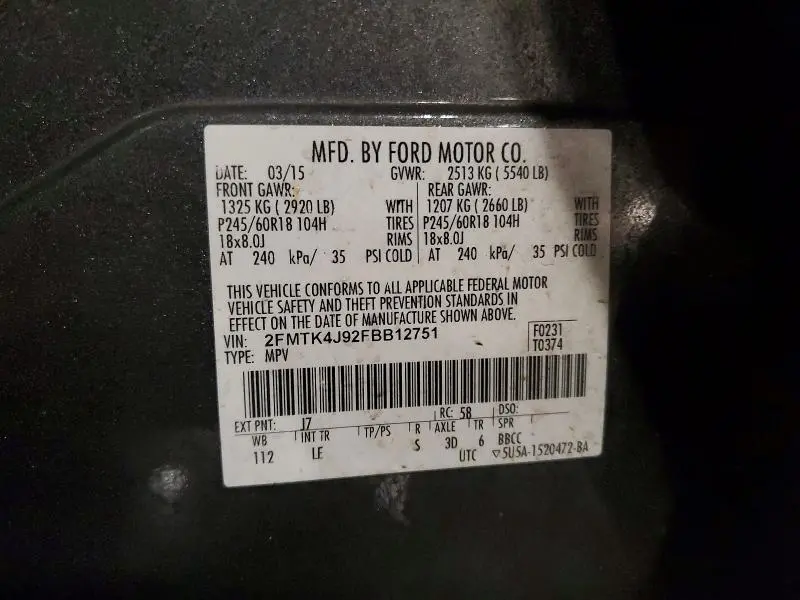 MFD. BY FORD MOTOR CO.
DATE: 03/15 GVWR: 2513 KG ( 5540 LB)
FRONT GAWR: REAR GAWR:
1325 KG ( 2920 LB) WITH 1207 KG ( 2660 LB) WITH
P245/60R18 104H TIRES P245/60R18 104H TIRES
18x8.0J RIMS 18x8.0J RIMS
AT 240 kPa/ 35 PSI COLD AT 240 kPa/ 35 PSI COLD
THIS VEHICLE CONFORMS TO ALL APPLICABLE FEDERAL MOTOR
VEHICLE SAFETY AND THEFT PREVENTION STANDARDS IN
EFFECT ON THE DATE OF MANUFACTURE SHOWN ABOVE.
VIN: 2FMTK4J92FBB12751 F0231
TYPE: MPV T0374
EXT PNT: J7 RC: 58 DSO:
WB INT TR TP/PS R AXLE TR SPR
112 LE S 3D 6 BBCC
UTC ▽5U5A-1520472-BA